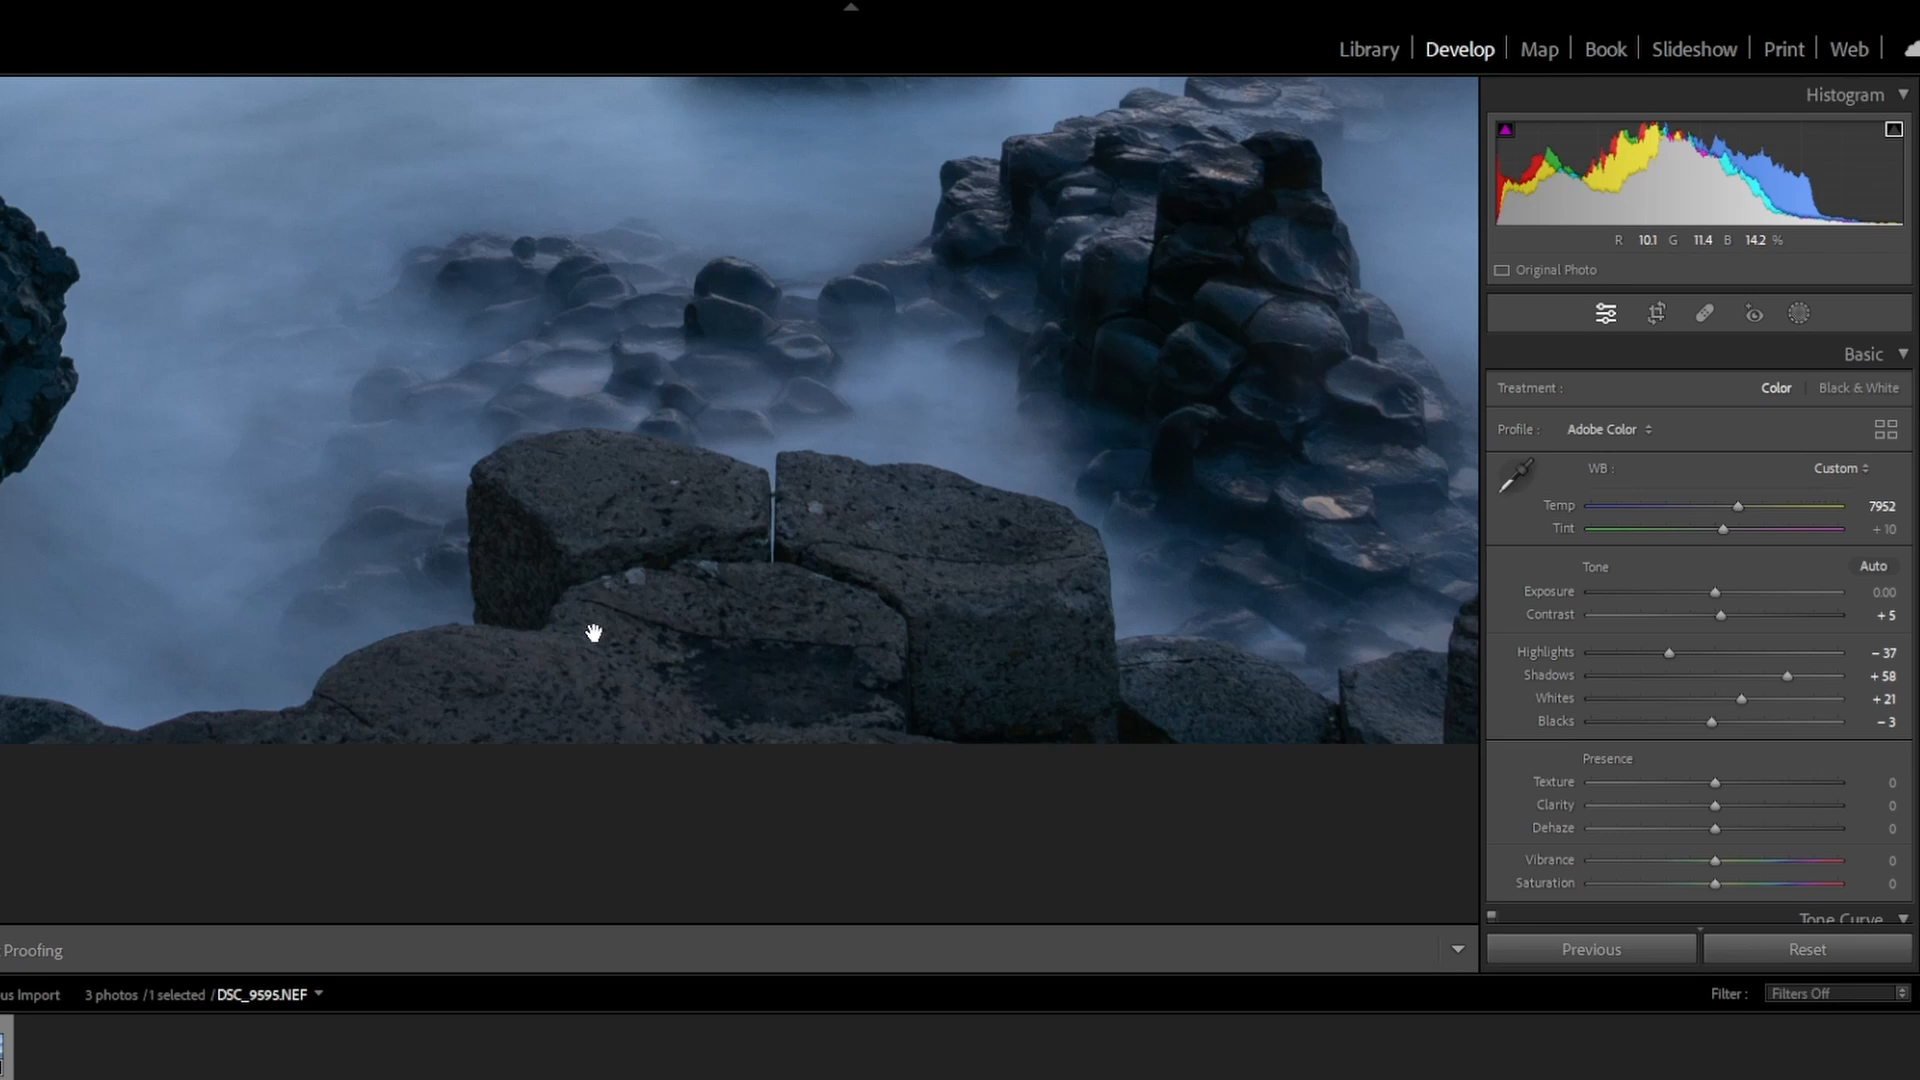 Library | Develop | Map | Book | Slideshow | Print | Web |
Histogram
R 10.1 G 11.4 B 14.2 %
Original Photo
Basic
Treatment : Color Black & White
Profile : Adobe Color
WB : Custom
Temp 7952
Tint + 10
Tone Auto
Exposure 0.00
Contrast + 5
Highlights – 37
Shadows + 58
Whites + 21
Blacks – 3
Presence
Texture 0
Clarity 0
Dehaze 0
Vibrance 0
Saturation 0
Tone Curve
Proofing
Previous Reset
us Import 3 photos / 1 selected / DSC_9595.NEF
Filter : Filters Off